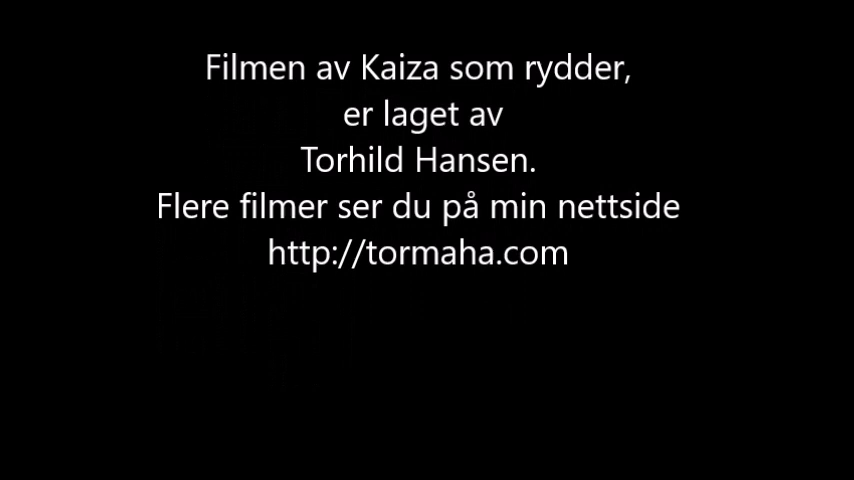 Filmen av Kaiza som rydder,
er laget av
Torhild Hansen.
Flere filmer ser du på min nettside
http://tormaha.com